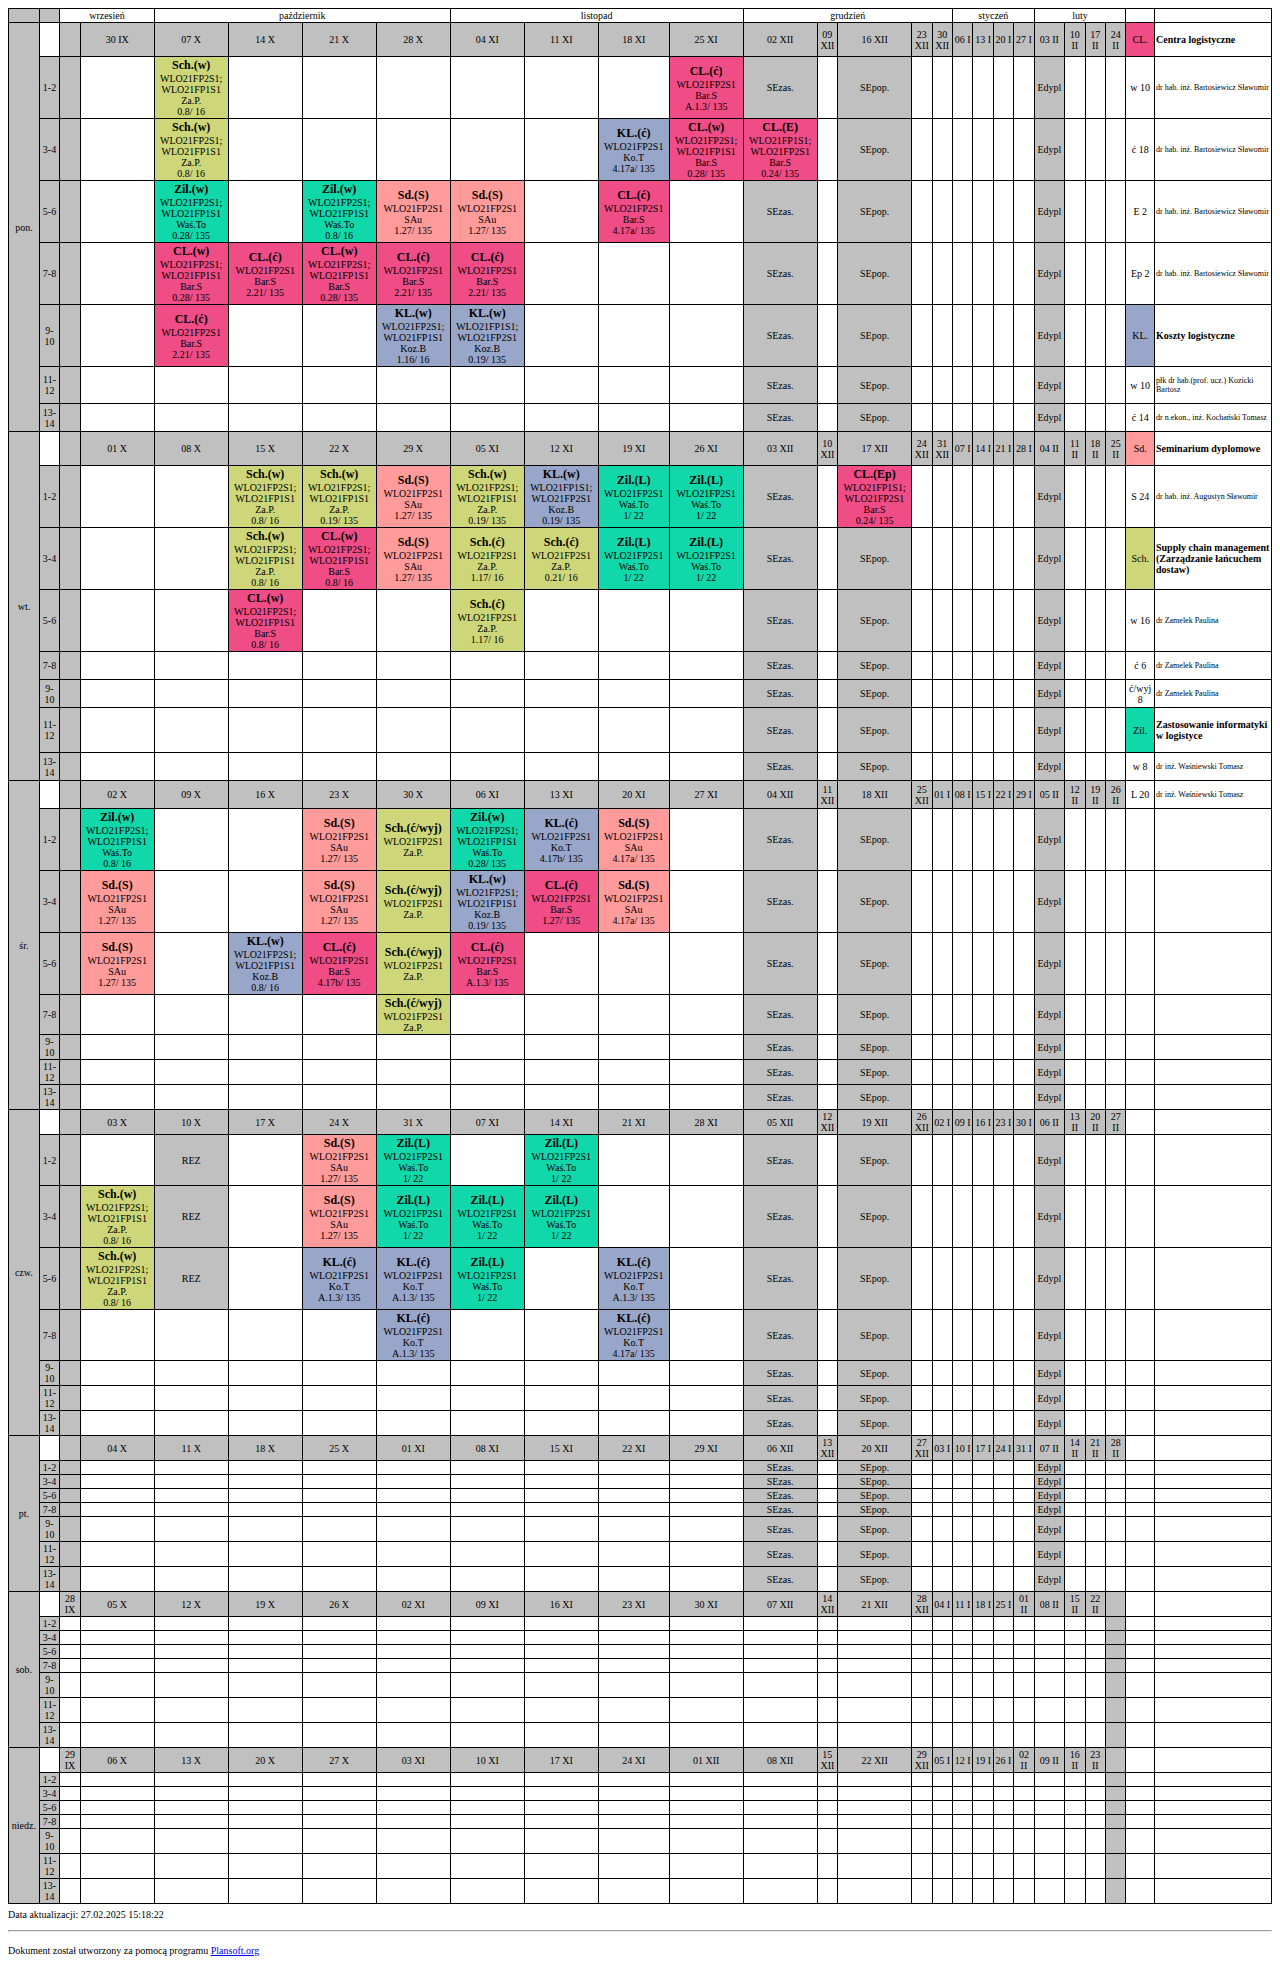 wrzesień październik listopad grudzień styczeń luty
pon. 30 IX 07 X 14 X 21 X 28 X 04 XI 11 XI 18 XI 25 XI 02 XII 09 XII 16 XII 23 XII 30 XII 06 I 13 I 20 I 27 I 03 II 10 II 17 II 24 II CL. Centra logistyczne
1-2 Sch.(w) WLO21FP2S1; WLO21FP1S1 Za.P. 0.8/ 16 CL.(ć) WLO21FP2S1 Bar.S A.1.3/ 135 SEzas. SEpop. Edypl w 10 dr hab. inż. Bartosiewicz Sławomir
3-4 Sch.(w) WLO21FP2S1; WLO21FP1S1 Za.P. 0.8/ 16 KL.(ć) WLO21FP2S1 Ko.T 4.17a/ 135 CL.(w) WLO21FP2S1; WLO21FP1S1 Bar.S 0.28/ 135 CL.(E) WLO21FP1S1; WLO21FP2S1 Bar.S 0.24/ 135 SEpop. Edypl ć 18 dr hab. inż. Bartosiewicz Sławomir
5-6 Zil.(w) WLO21FP2S1; WLO21FP1S1 Waś.To 0.28/ 135 Zil.(w) WLO21FP2S1; WLO21FP1S1 Waś.To 0.8/ 16 Sd.(S) WLO21FP2S1 SAu 1.27/ 135 Sd.(S) WLO21FP2S1 SAu 1.27/ 135 CL.(ć) WLO21FP2S1 Bar.S 4.17a/ 135 SEzas. SEpop. Edypl E 2 dr hab. inż. Bartosiewicz Sławomir
7-8 CL.(w) WLO21FP2S1; WLO21FP1S1 Bar.S 0.28/ 135 CL.(ć) WLO21FP2S1 Bar.S 2.21/ 135 CL.(w) WLO21FP2S1; WLO21FP1S1 Bar.S 0.28/ 135 CL.(ć) WLO21FP2S1 Bar.S 2.21/ 135 CL.(ć) WLO21FP2S1 Bar.S 2.21/ 135 SEzas. SEpop. Edypl Ep 2 dr hab. inż. Bartosiewicz Sławomir
9-10 CL.(ć) WLO21FP2S1 Bar.S 2.21/ 135 KL.(w) WLO21FP2S1; WLO21FP1S1 Koz.B 1.16/ 16 KL.(w) WLO21FP1S1; WLO21FP2S1 Koz.B 0.19/ 135 SEzas. SEpop. Edypl KL. Koszty logistyczne
11-12 SEzas. SEpop. Edypl w 10 płk dr hab.(prof. ucz.) Kozicki Bartosz
13-14 SEzas. SEpop. Edypl ć 14 dr n.ekon., inż. Kochański Tomasz
wt. 01 X 08 X 15 X 22 X 29 X 05 XI 12 XI 19 XI 26 XI 03 XII 10 XII 17 XII 24 XII 31 XII 07 I 14 I 21 I 28 I 04 II 11 II 18 II 25 II Sd. Seminarium dyplomowe
1-2 Sch.(w) WLO21FP2S1; WLO21FP1S1 Za.P. 0.8/ 16 Sch.(w) WLO21FP2S1; WLO21FP1S1 Za.P. 0.19/ 135 Sd.(S) WLO21FP2S1 SAu 1.27/ 135 Sch.(w) WLO21FP2S1; WLO21FP1S1 Za.P. 0.19/ 135 KL.(w) WLO21FP1S1; WLO21FP2S1 Koz.B 0.19/ 135 Zil.(L) WLO21FP2S1 Waś.To 1/ 22 Zil.(L) WLO21FP2S1 Waś.To 1/ 22 SEzas. CL.(Ep) WLO21FP1S1; WLO21FP2S1 Bar.S 0.24/ 135 Edypl S 24 dr hab. inż. Augustyn Sławomir
3-4 Sch.(w) WLO21FP2S1; WLO21FP1S1 Za.P. 0.8/ 16 CL.(w) WLO21FP2S1; WLO21FP1S1 Bar.S 0.8/ 16 Sd.(S) WLO21FP2S1 SAu 1.27/ 135 Sch.(ć) WLO21FP2S1 Za.P. 1.17/ 16 Sch.(ć) WLO21FP2S1 Za.P. 0.21/ 16 Zil.(L) WLO21FP2S1 Waś.To 1/ 22 Zil.(L) WLO21FP2S1 Waś.To 1/ 22 SEzas. SEpop. Edypl Sch. Supply chain management (Zarządzanie łańcuchem dostaw)
5-6 CL.(w) WLO21FP2S1; WLO21FP1S1 Bar.S 0.8/ 16 Sch.(ć) WLO21FP2S1 Za.P. 1.17/ 16 SEzas. SEpop. Edypl w 16 dr Zamelek Paulina
7-8 SEzas. SEpop. Edypl ć 6 dr Zamelek Paulina
9-10 SEzas. SEpop. Edypl ć/wyj 8 dr Zamelek Paulina
11-12 SEzas. SEpop. Edypl Zil. Zastosowanie informatyki w logistyce
13-14 SEzas. SEpop. Edypl w 8 dr inż. Waśniewski Tomasz
śr. 02 X 09 X 16 X 23 X 30 X 06 XI 13 XI 20 XI 27 XI 04 XII 11 XII 18 XII 25 XII 01 I 08 I 15 I 22 I 29 I 05 II 12 II 19 II 26 II L 20 dr inż. Waśniewski Tomasz
1-2 Zil.(w) WLO21FP2S1; WLO21FP1S1 Waś.To 0.8/ 16 Sd.(S) WLO21FP2S1 SAu 1.27/ 135 Sch.(ć/wyj) WLO21FP2S1 Za.P. Zil.(w) WLO21FP2S1; WLO21FP1S1 Waś.To 0.28/ 135 KL.(ć) WLO21FP2S1 Ko.T 4.17b/ 135 Sd.(S) WLO21FP2S1 SAu 4.17a/ 135 SEzas. SEpop. Edypl
3-4 Sd.(S) WLO21FP2S1 SAu 1.27/ 135 Sd.(S) WLO21FP2S1 SAu 1.27/ 135 Sch.(ć/wyj) WLO21FP2S1 Za.P. KL.(w) WLO21FP2S1; WLO21FP1S1 Koz.B 0.19/ 135 CL.(ć) WLO21FP2S1 Bar.S 1.27/ 135 Sd.(S) WLO21FP2S1 SAu 4.17a/ 135 SEzas. SEpop. Edypl
5-6 Sd.(S) WLO21FP2S1 SAu 1.27/ 135 KL.(w) WLO21FP2S1; WLO21FP1S1 Koz.B 0.8/ 16 CL.(ć) WLO21FP2S1 Bar.S 4.17b/ 135 Sch.(ć/wyj) WLO21FP2S1 Za.P. CL.(ć) WLO21FP2S1 Bar.S A.1.3/ 135 SEzas. SEpop. Edypl
7-8 Sch.(ć/wyj) WLO21FP2S1 Za.P. SEzas. SEpop. Edypl
9-10 SEzas. SEpop. Edypl
11-12 SEzas. SEpop. Edypl
13-14 SEzas. SEpop. Edypl
czw. 03 X 10 X 17 X 24 X 31 X 07 XI 14 XI 21 XI 28 XI 05 XII 12 XII 19 XII 26 XII 02 I 09 I 16 I 23 I 30 I 06 II 13 II 20 II 27 II
1-2 REZ Sd.(S) WLO21FP2S1 SAu 1.27/ 135 Zil.(L) WLO21FP2S1 Waś.To 1/ 22 Zil.(L) WLO21FP2S1 Waś.To 1/ 22 SEzas. SEpop. Edypl
3-4 Sch.(w) WLO21FP2S1; WLO21FP1S1 Za.P. 0.8/ 16 REZ Sd.(S) WLO21FP2S1 SAu 1.27/ 135 Zil.(L) WLO21FP2S1 Waś.To 1/ 22 Zil.(L) WLO21FP2S1 Waś.To 1/ 22 Zil.(L) WLO21FP2S1 Waś.To 1/ 22 SEzas. SEpop. Edypl
5-6 Sch.(w) WLO21FP2S1; WLO21FP1S1 Za.P. 0.8/ 16 REZ KL.(ć) WLO21FP2S1 Ko.T A.1.3/ 135 KL.(ć) WLO21FP2S1 Ko.T A.1.3/ 135 Zil.(L) WLO21FP2S1 Waś.To 1/ 22 KL.(ć) WLO21FP2S1 Ko.T A.1.3/ 135 SEzas. SEpop. Edypl
7-8 KL.(ć) WLO21FP2S1 Ko.T A.1.3/ 135 KL.(ć) WLO21FP2S1 Ko.T 4.17a/ 135 SEzas. SEpop. Edypl
9-10 SEzas. SEpop. Edypl
11-12 SEzas. SEpop. Edypl
13-14 SEzas. SEpop. Edypl
pt. 04 X 11 X 18 X 25 X 01 XI 08 XI 15 XI 22 XI 29 XI 06 XII 13 XII 20 XII 27 XII 03 I 10 I 17 I 24 I 31 I 07 II 14 II 21 II 28 II
1-2 SEzas. SEpop. Edypl
3-4 SEzas. SEpop. Edypl
5-6 SEzas. SEpop. Edypl
7-8 SEzas. SEpop. Edypl
9-10 SEzas. SEpop. Edypl
11-12 SEzas. SEpop. Edypl
13-14 SEzas. SEpop. Edypl
sob. 28 IX 05 X 12 X 19 X 26 X 02 XI 09 XI 16 XI 23 XI 30 XI 07 XII 14 XII 21 XII 28 XII 04 I 11 I 18 I 25 I 01 II 08 II 15 II 22 II
1-2
3-4
5-6
7-8
9-10
11-12
13-14
niedz. 29 IX 06 X 13 X 20 X 27 X 03 XI 10 XI 17 XI 24 XI 01 XII 08 XII 15 XII 22 XII 29 XII 05 I 12 I 19 I 26 I 02 II 09 II 16 II 23 II
1-2
3-4
5-6
7-8
9-10
11-12
13-14
Data aktualizacji: 27.02.2025 15:18:22
Dokument został utworzony za pomocą programu Plansoft.org